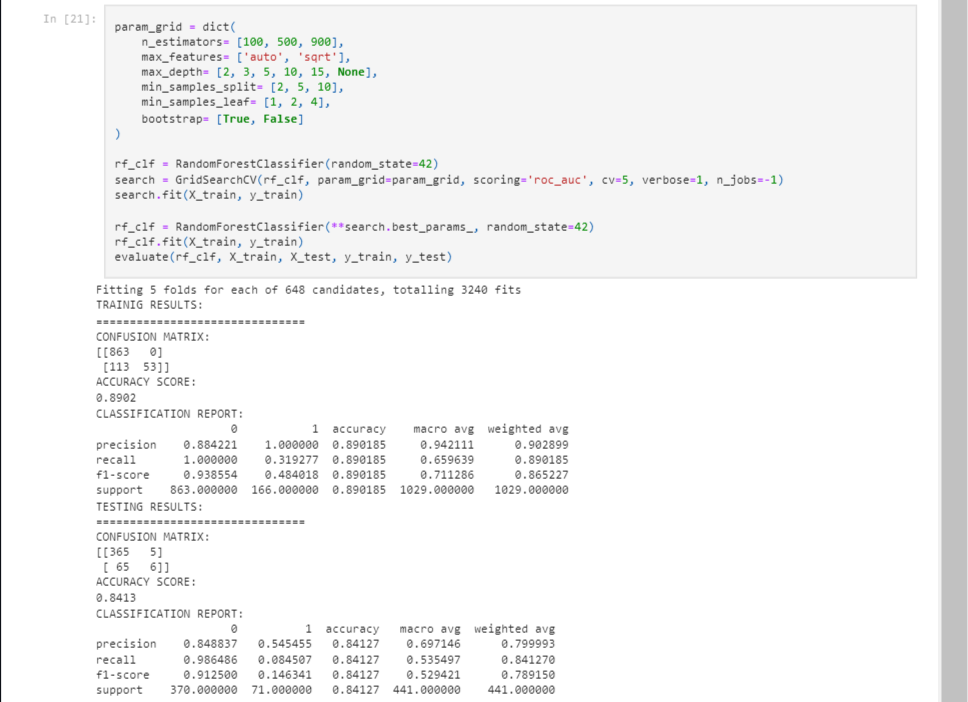 In [21]:
param_grid = dict(
    n_estimators= [100, 500, 900],
    max_features= ['auto', 'sqrt'],
    max_depth= [2, 3, 5, 10, 15, None],
    min_samples_split= [2, 5, 10],
    min_samples_leaf= [1, 2, 4],
    bootstrap= [True, False]
)
rf_clf = RandomForestClassifier(random_state=42)
search = GridSearchCV(rf_clf, param_grid=param_grid, scoring='roc_auc', cv=5, verbose=1, n_jobs=-1)
search.fit(X_train, y_train)
rf_clf = RandomForestClassifier(**search.best_params_, random_state=42)
rf_clf.fit(X_train, y_train)
evaluate(rf_clf, X_train, X_test, y_train, y_test)
Fitting 5 folds for each of 648 candidates, totalling 3240 fits
TRAINIG RESULTS:
===============================
CONFUSION MATRIX:
[[863   0]
 [113  53]]
ACCURACY SCORE:
0.8902
CLASSIFICATION REPORT:
                    0           1  accuracy    macro avg  weighted avg
precision    0.884221    1.000000  0.890185     0.942111      0.902899
recall       1.000000    0.319277  0.890185     0.659639      0.890185
f1-score     0.938554    0.484018  0.890185     0.711286      0.865227
support    863.000000  166.000000  0.890185  1029.000000   1029.000000
TESTING RESULTS:
===============================
CONFUSION MATRIX:
[[365   5]
 [ 65   6]]
ACCURACY SCORE:
0.8413
CLASSIFICATION REPORT:
                    0          1  accuracy   macro avg  weighted avg
precision    0.848837   0.545455   0.84127    0.697146      0.799993
recall       0.986486   0.084507   0.84127    0.535497      0.841270
f1-score     0.912500   0.146341   0.84127    0.529421      0.789150
support    370.000000  71.000000   0.84127  441.000000    441.000000